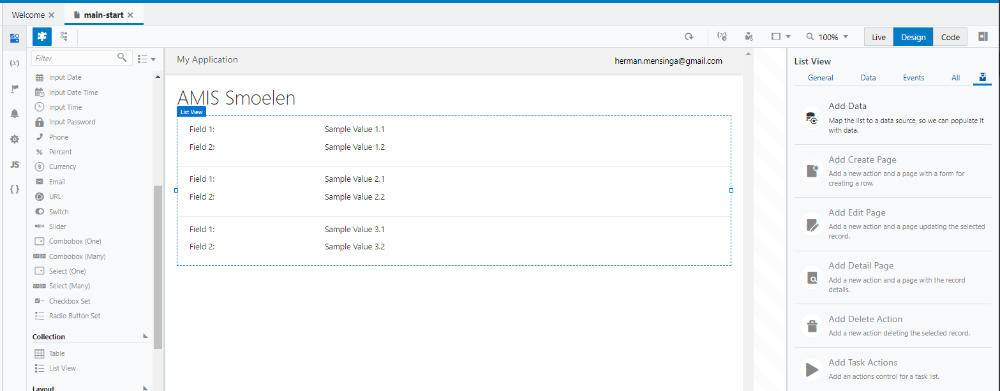 Welcome
main-start
100%
Live
Design
Code
(x)
JS
{ }
Filter
Input Date
Input Date Time
Input Time
Input Password
Phone
Percent
Currency
Email
URL
Switch
Slider
Combobox (One)
Combobox (Many)
Select (One)
Select (Many)
Checkbox Set
Radio Button Set
Collection
Table
List View
Layout
My Application
herman.mensinga@gmail.com
AMIS Smoelen
List View
Field 1: Sample Value 1.1
Field 2: Sample Value 1.2
Field 1: Sample Value 2.1
Field 2: Sample Value 2.2
Field 1: Sample Value 3.1
Field 2: Sample Value 3.2
List View
General
Data
Events
All
Add Data
Map the list to a data source, so we can populate it
with data.
Add Create Page
Add a new action and a page with a form for
creating a row.
Add Edit Page
Add a new action and a page updating the selected
record.
Add Detail Page
Add a new action and a page with the record
details.
Add Delete Action
Add a new action deleting the selected record.
Add Task Actions
Add an actions control for a task list.